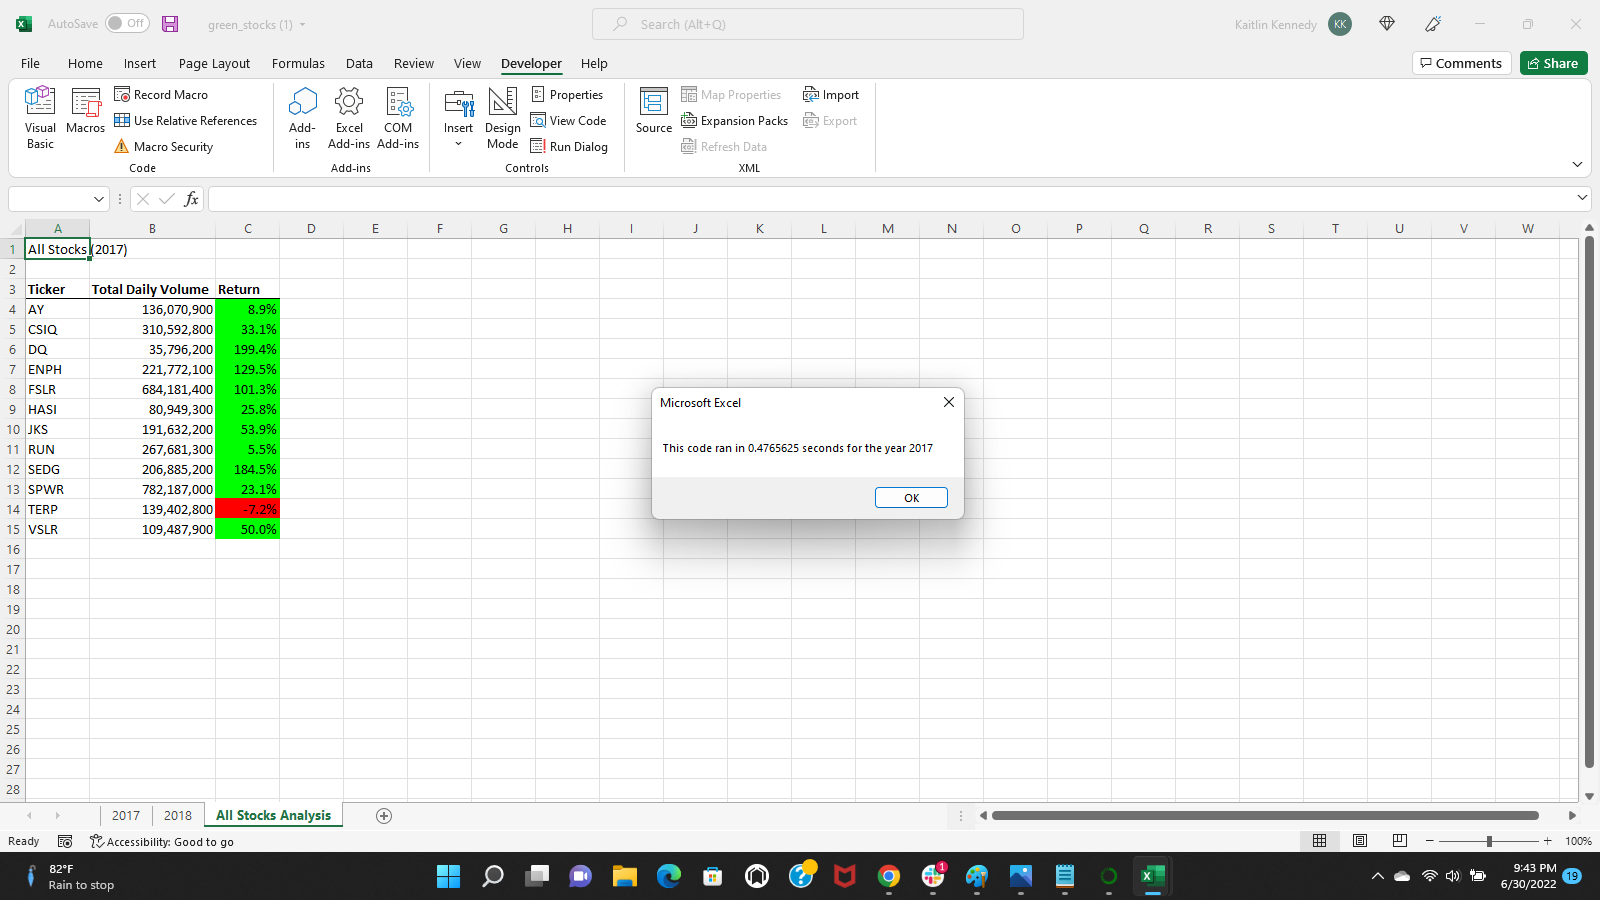 AutoSave Off green_stocks (1) Search (Alt+Q) Kaitlin Kennedy KK
File Home Insert Page Layout Formulas Data Review View Developer Help Comments Share
Visual Basic
Macros
Record Macro
Use Relative References
Macro Security
Code
Add-ins
Excel Add-ins
COM Add-ins
Add-ins
Insert
Design Mode
Properties
View Code
Run Dialog
Controls
Source
Map Properties
Expansion Packs
Refresh Data
Import
Export
XML
fx
A B C D E F G H I J K L M N O P Q R S T U V W
1 All Stocks (2017)
2
3 Ticker Total Daily Volume Return
4 AY 136,070,900 8.9%
5 CSIQ 310,592,800 33.1%
6 DQ 35,796,200 199.4%
7 ENPH 221,772,100 129.5%
8 FSLR 684,181,400 101.3%
9 HASI 80,949,300 25.8%
10 JKS 191,632,200 53.9%
11 RUN 267,681,300 5.5%
12 SEDG 206,885,200 184.5%
13 SPWR 782,187,000 23.1%
14 TERP 139,402,800 -7.2%
15 VSLR 109,487,900 50.0%
16
17
18
19
20
21
22
23
24
25
26
27
28
Microsoft Excel
This code ran in 0.4765625 seconds for the year 2017
OK
2017 2018 All Stocks Analysis
Ready Accessibility: Good to go 100%
82°F
Rain to stop
1
9:43 PM
6/30/2022
19